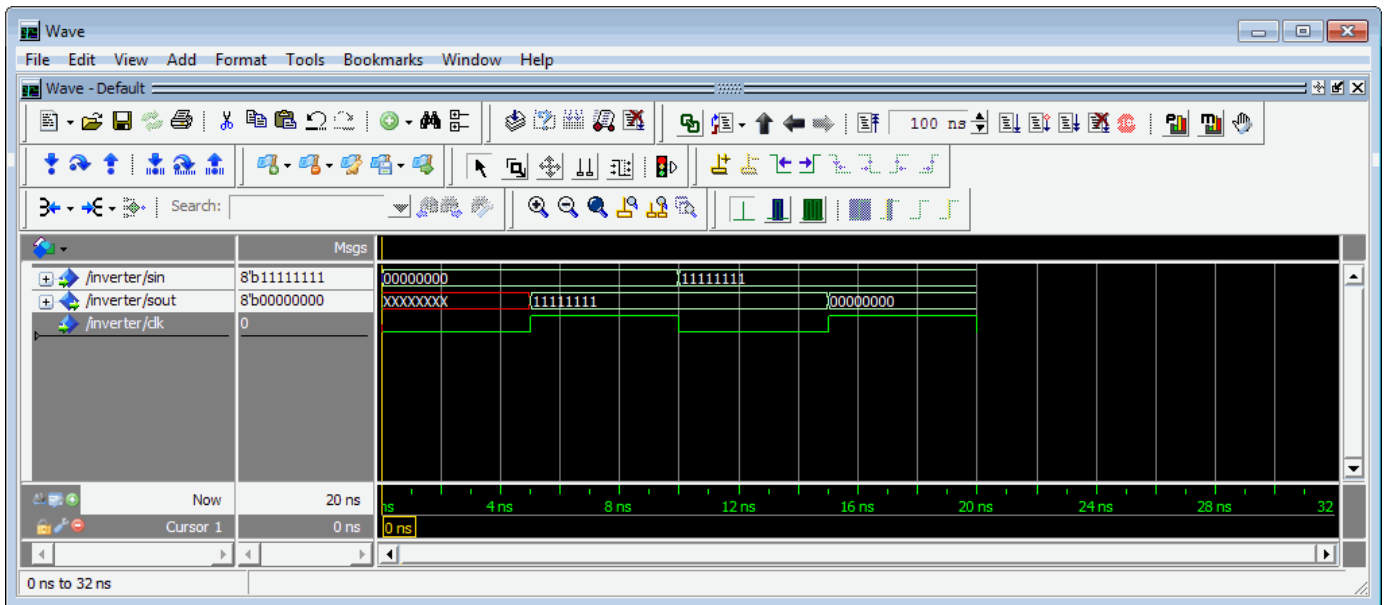 Wave
File Edit View Add Format Tools Bookmarks Window Help
Wave - Default
100 ns
Search:
Msgs
/inverter/sin 8'b11111111 00000000 11111111
/inverter/sout 8'b00000000 XXXXXXXX 11111111 00000000
/inverter/clk 0
Now 20 ns ns 4 ns 8 ns 12 ns 16 ns 20 ns 24 ns 28 ns 32
Cursor 1 0 ns 0 ns
0 ns to 32 ns